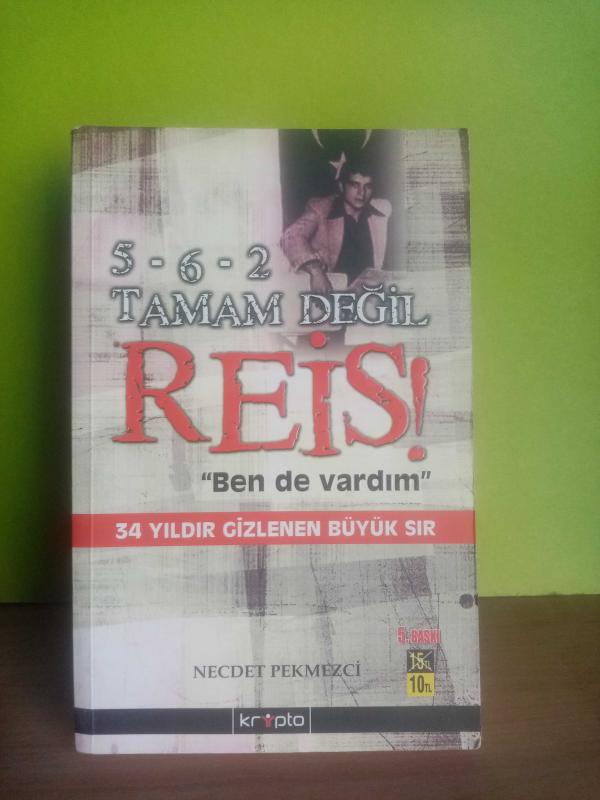 5 - 6 - 2
TAMAM DEĞİL
REİS!
"Ben de vardım"
34 YILDIR GİZLENEN BÜYÜK SIR
5. BASKI
15TL
10TL
NECDET PEKMEZCİ
kripto